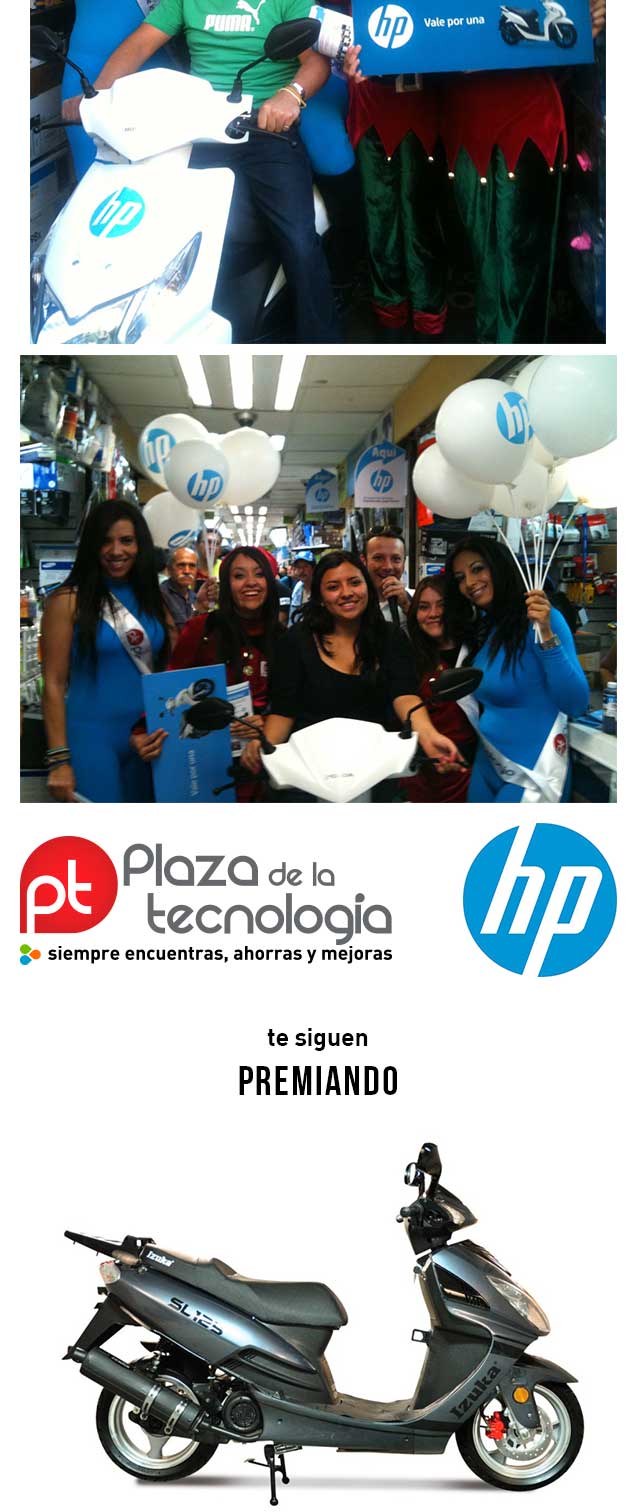 PUMA
hp
Vale por una
hp
hp
hp
hp
Aquí
hp
Vale por una
pt
Plaza de la
tecnología
siempre encuentras, ahorras y mejoras
hp
te siguen
PREMIANDO
Izuka
SL125
Izuka